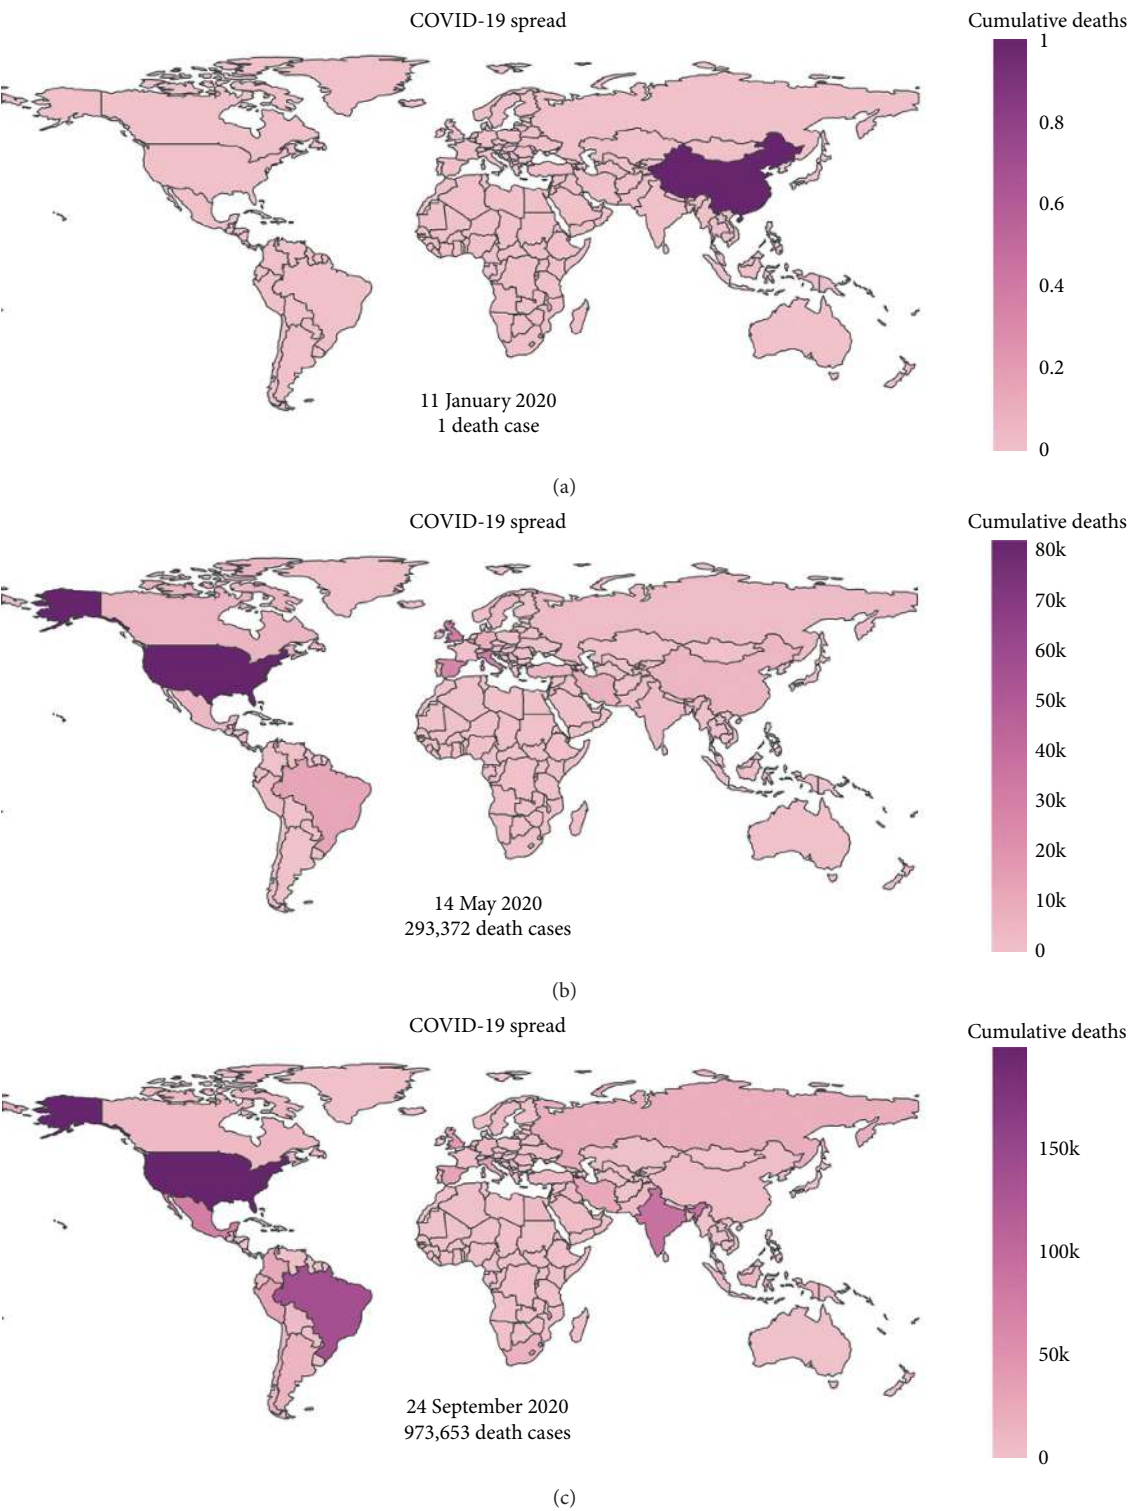 COVID-19 spread
Cumulative deaths
1
0.8
0.6
0.4
0.2
0
11 January 2020
1 death case
(a)
COVID-19 spread
Cumulative deaths
80k
70k
60k
50k
40k
30k
20k
10k
0
14 May 2020
293,372 death cases
(b)
COVID-19 spread
Cumulative deaths
150k
100k
50k
0
24 September 2020
973,653 death cases
(c)